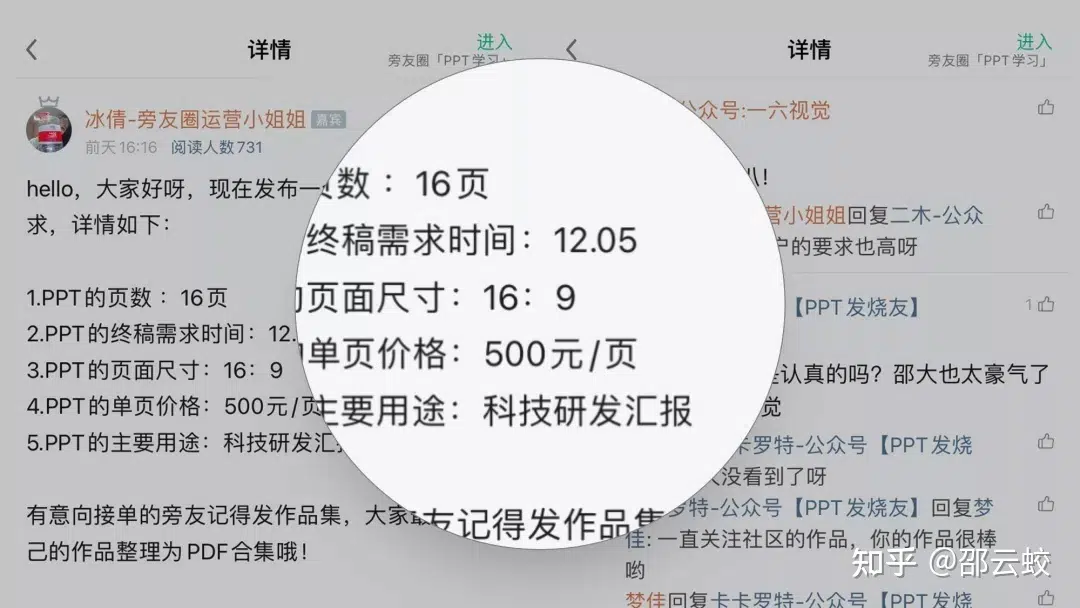 详情
进入
旁友圈「PPT学习」
冰倩-旁友圈运营小姐姐 嘉宾
前天16:16 阅读人数731
hello，大家好呀，现在发布一
求，详情如下：
1.PPT的页数 ：16页
2.PPT的终稿需求时间：12.
3.PPT的页面尺寸：16：9
4.PPT的单页价格：500元/页
5.PPT的主要用途：科技研发汇
有意向接单的旁友记得发作品集，大家
己的作品整理为PDF合集哦！
页数 ：16页
终稿需求时间：12.05
页面尺寸：16：9
单页价格：500元/页
主要用途：科技研发汇报
友记得发作品集
详情
进入
旁友圈「PPT学习」
公众号:一六视觉
！
营小姐姐回复二木-公众
户的要求也高呀
【PPT发烧友】
1
是认真的吗？邵大也太豪气了
觉
卡罗特-公众号【PPT发烧
没看到了呀
罗特-公众号【PPT发烧友】回复梦
佳: 一直关注社区的作品，你的作品很棒
哟
梦佳回复卡卡罗特-公众号【PPT发烧
知乎 @邵云蛟